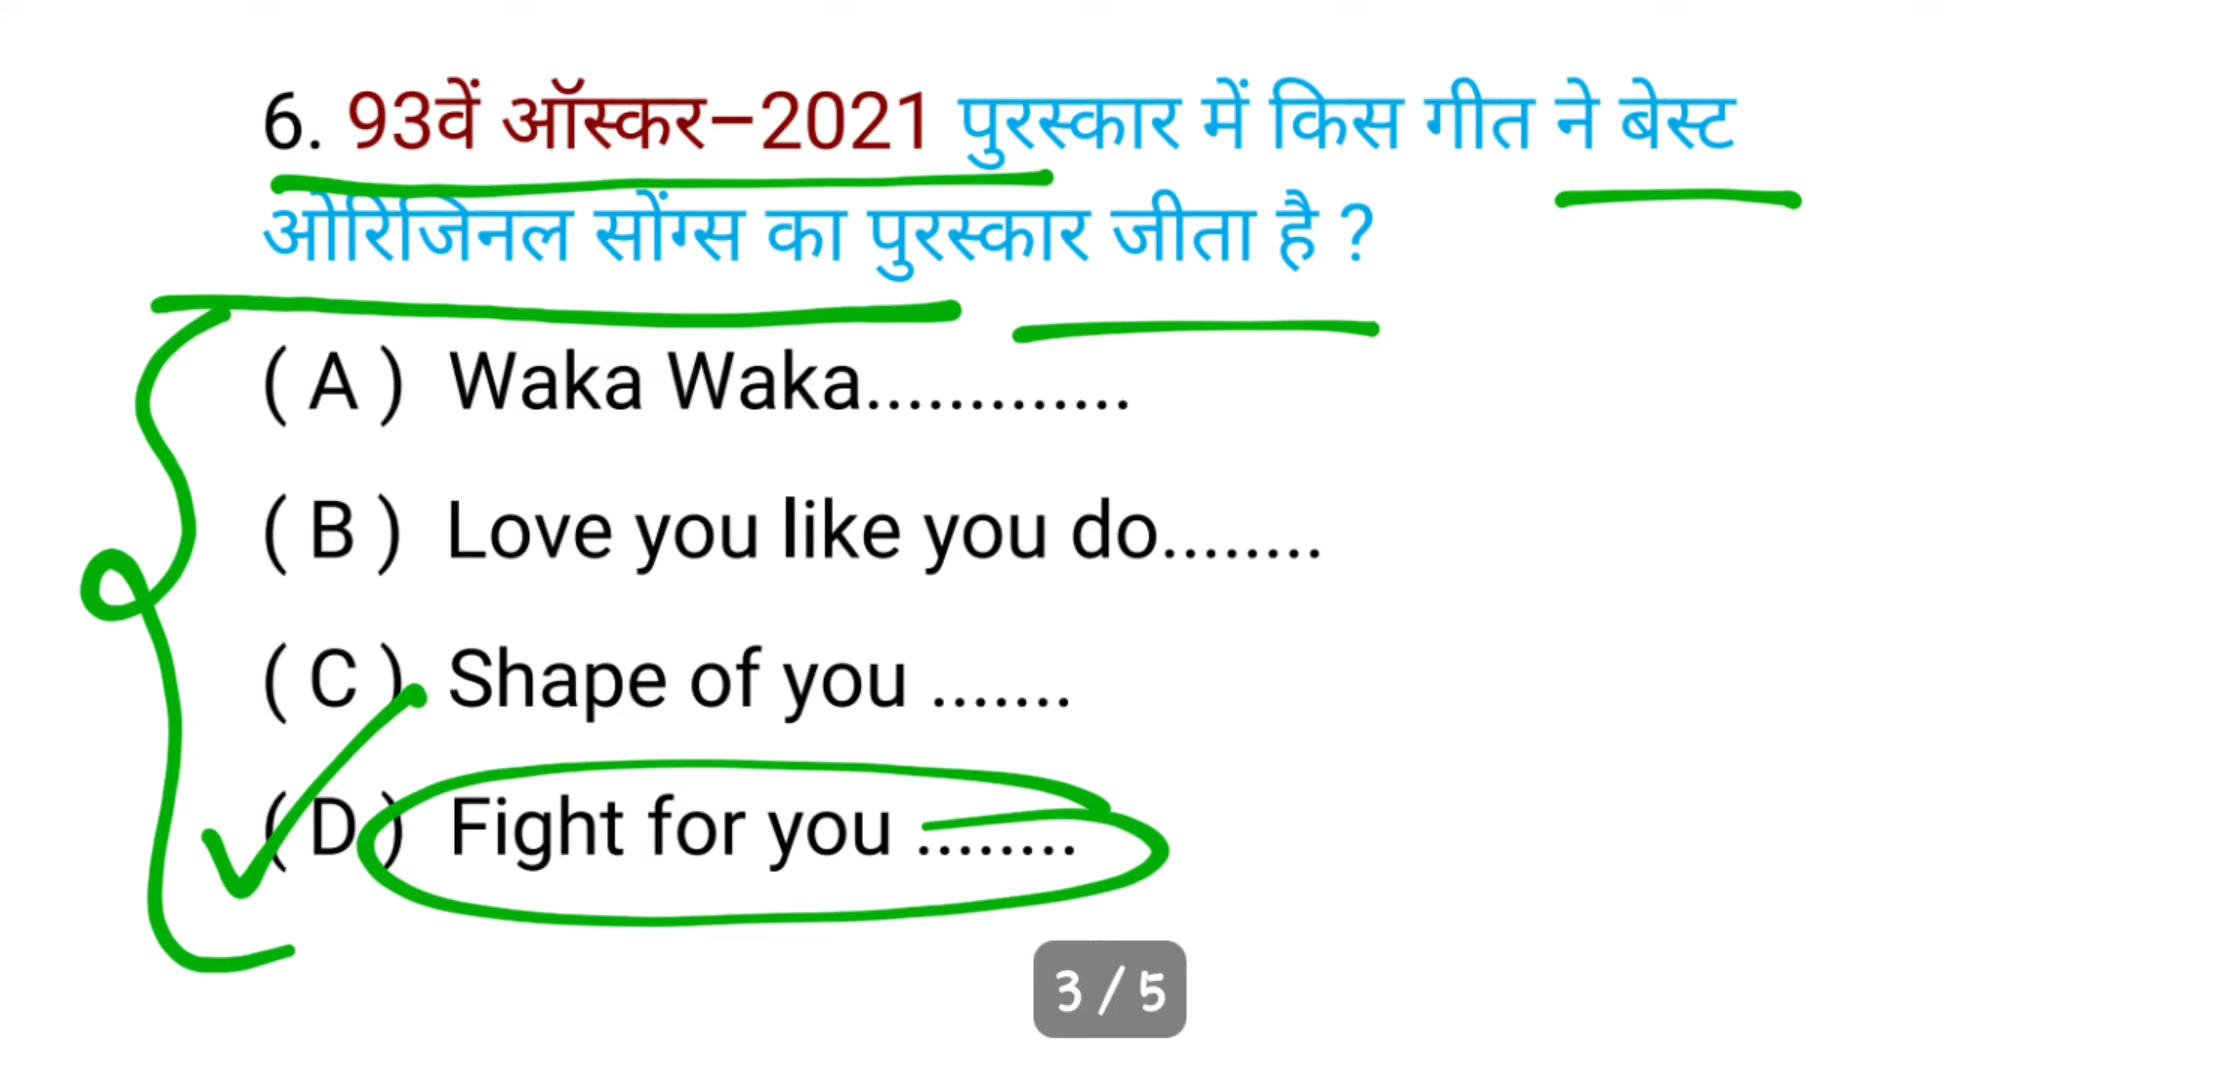 6. 93वें ऑस्कर–2021 पुरस्कार में किस गीत ने बेस्ट
ओरिजिनल सोंग्स का पुरस्कार जीता है ?
( A ) Waka Waka.............
( B ) Love you like you do........
( C ) Shape of you .......
( D ) Fight for you ........
3 / 5